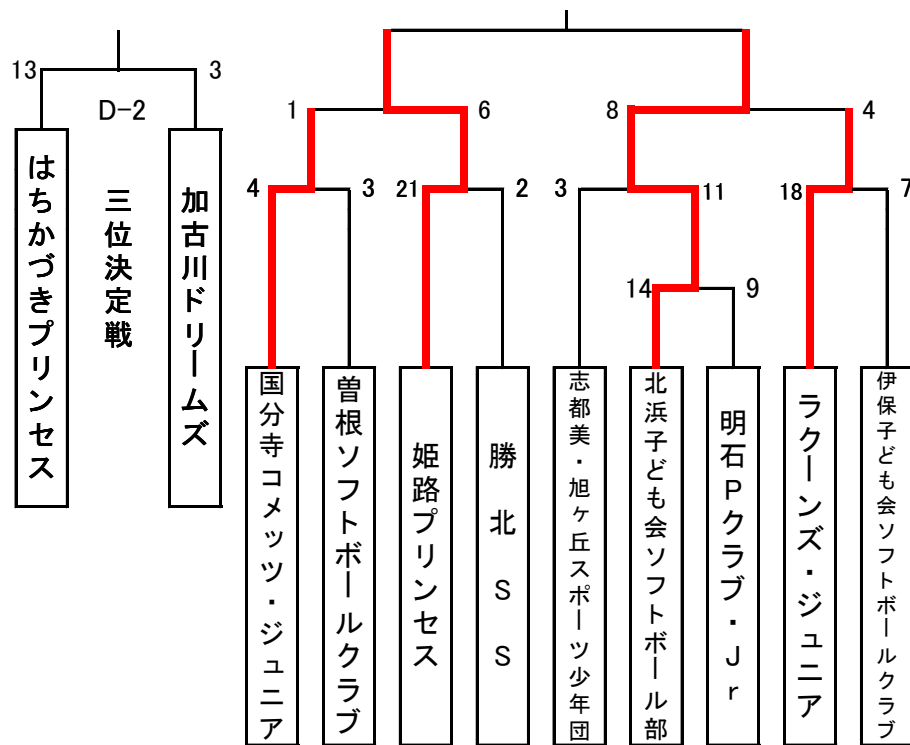 13
3
D-2
はちかづきプリンセス
三位決定戦
加古川ドリームズ
1
6
8
4
4
3
21
2
3
11
18
7
14
9
国分寺コメッツ・ジュニア
曽根ソフトボールクラブ
姫路プリンセス
勝北SS
志都美・旭ヶ丘スポーツ少年団
北浜子ども会ソフトボール部
明石Pクラブ・Jr
ラクーンズ・ジュニア
伊保子ども会ソフトボールクラブ